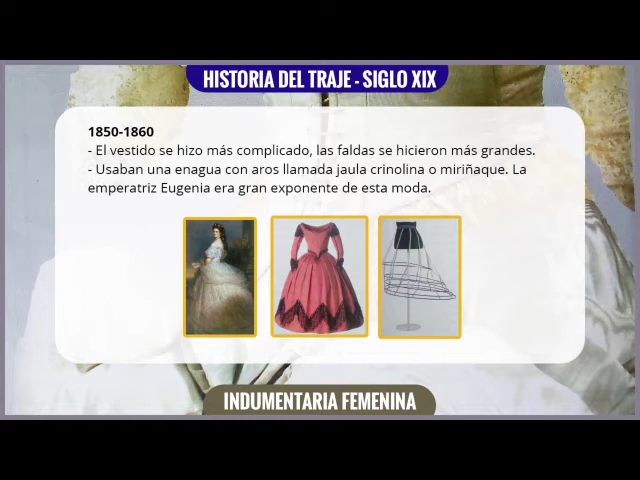 HISTORIA DEL TRAJE - SIGLO XIX
1850-1860
- El vestido se hizo más complicado, las faldas se hicieron más grandes.
- Usaban una enagua con aros llamada jaula crinolina o miriñaque. La
emperatriz Eugenia era gran exponente de esta moda.
INDUMENTARIA FEMENINA